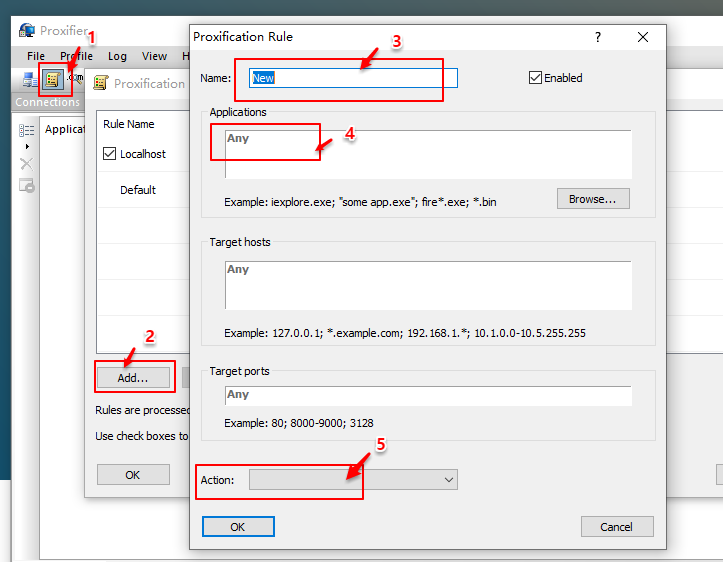 Proxifier
1
File Profile Log View H
.com
Connections
Applicat
Proxification
Rule Name
Localhost
Default
2
Add...
Rules are processed
Use check boxes to
OK
Proxification Rule
?
3
Name: New
Enabled
Applications
Any
4
Example: iexplore.exe; "some app.exe"; fire*.exe; *.bin
Browse...
Target hosts
Any
Example: 127.0.0.1; *.example.com; 192.168.1.*; 10.1.0.0-10.5.255.255
Target ports
Any
Example: 80; 8000-9000; 3128
5
Action:
OK
Cancel